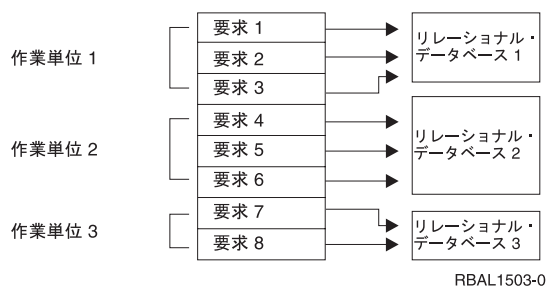 作業単位 1
要求 1
要求 2
要求 3
リレーショナル・
データベース 1
作業単位 2
要求 4
要求 5
要求 6
リレーショナル・
データベース 2
作業単位 3
要求 7
要求 8
リレーショナル・
データベース 3
RBAL1503-0